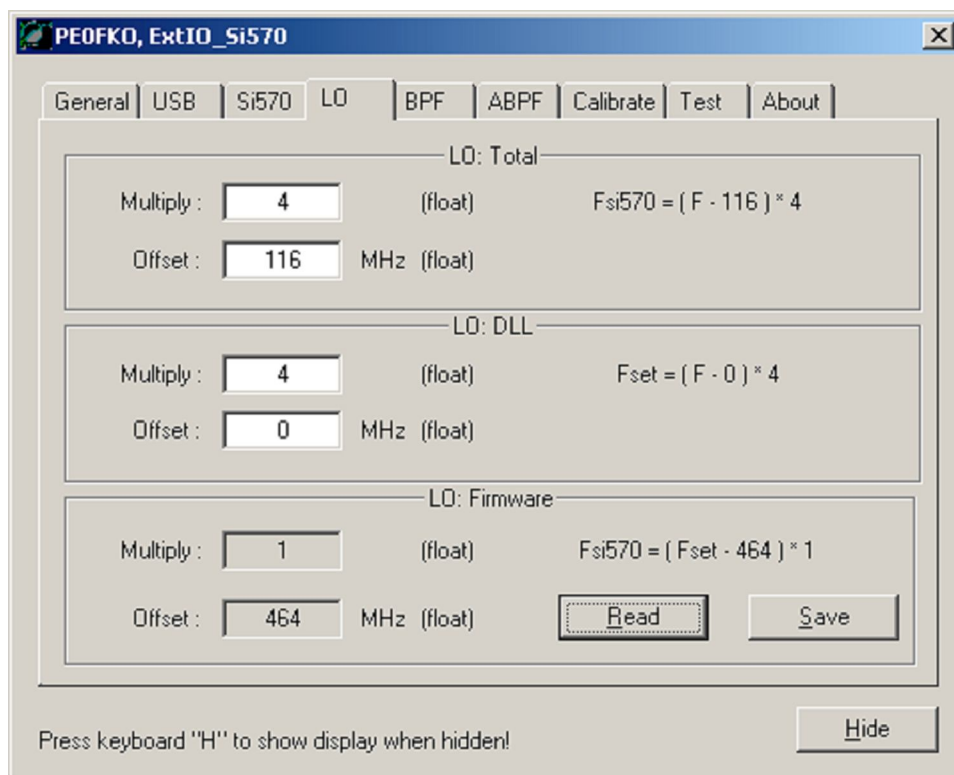 PE0FKO, ExtIO_Si570
General USB Si570 LO BPF ABPF Calibrate Test About
LO: Total
Multiply : 4 (float) Fsi570 = ( F - 116 ) * 4
Offset : 116 MHz (float)
LO: DLL
Multiply : 4 (float) Fset = ( F - 0 ) * 4
Offset : 0 MHz (float)
LO: Firmware
Multiply : 1 (float) Fsi570 = ( Fset - 464 ) * 1
Offset : 464 MHz (float) Read Save
Press keyboard "H" to show display when hidden! Hide